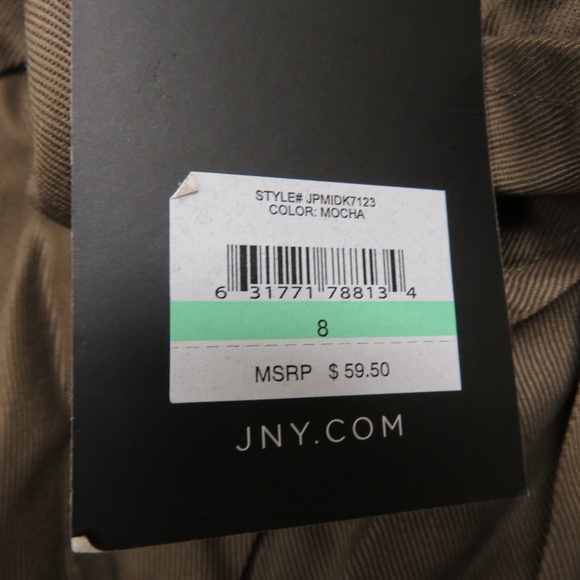 STYLE# JPMIDK7123
COLOR: MOCHA
6 31771 78813 4
8
MSRP $ 59.50
JNY.COM